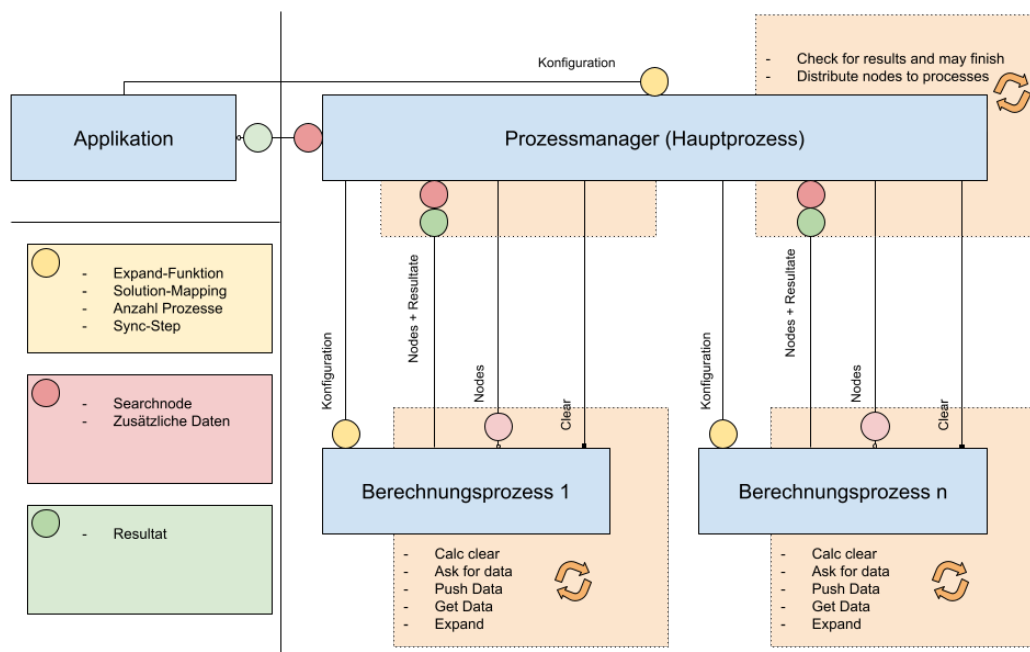 Konfiguration
- Check for results and may finish
- Distribute nodes to processes
Applikation
Prozessmanager (Hauptprozess)
- Expand-Funktion
- Solution-Mapping
- Anzahl Prozesse
- Sync-Step
- Searchnode
- Zusätzliche Daten
- Resultat
Konfiguration
Nodes + Resultate
Nodes
Clear
Konfiguration
Nodes + Resultate
Nodes
Clear
Berechnungsprozess 1
Berechnungsprozess n
- Calc clear
- Ask for data
- Push Data
- Get Data
- Expand
- Calc clear
- Ask for data
- Push Data
- Get Data
- Expand